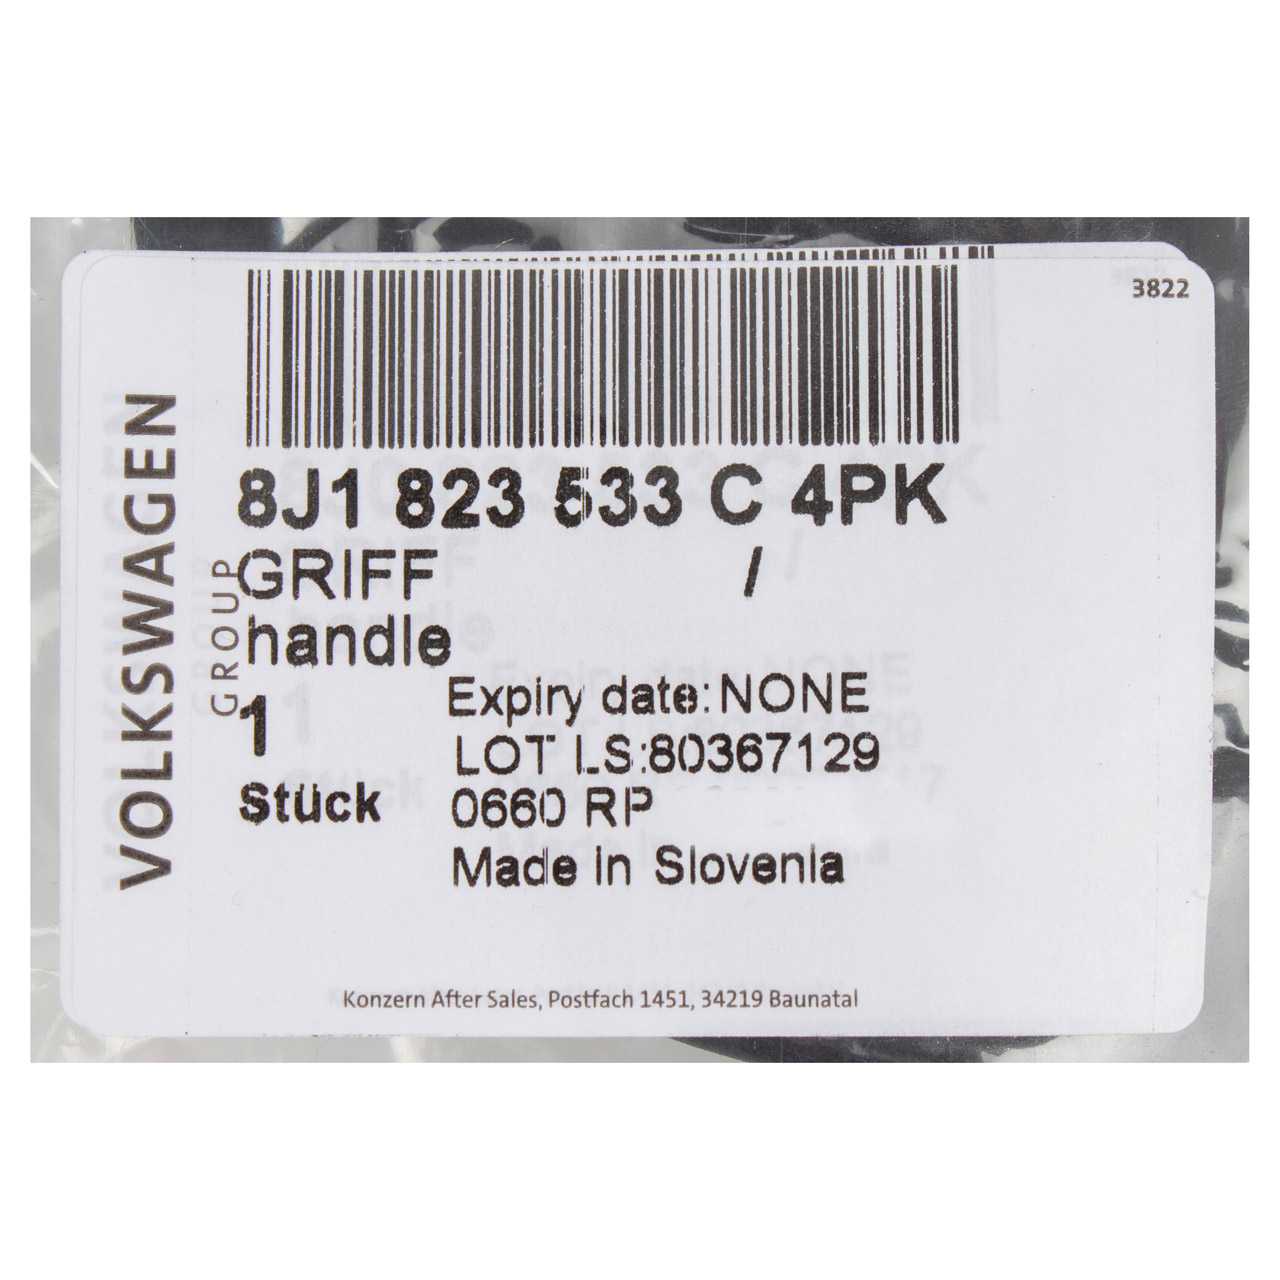 3822
8J1 823 533 C 4PK
GRIFF /
handle
1
Stück
Expiry date:NONE
LOT LS:80367129
0660 RP
Made in Slovenia
VOLKSWAGEN
GROUP
Konzern After Sales, Postfach 1451, 34219 Baunatal